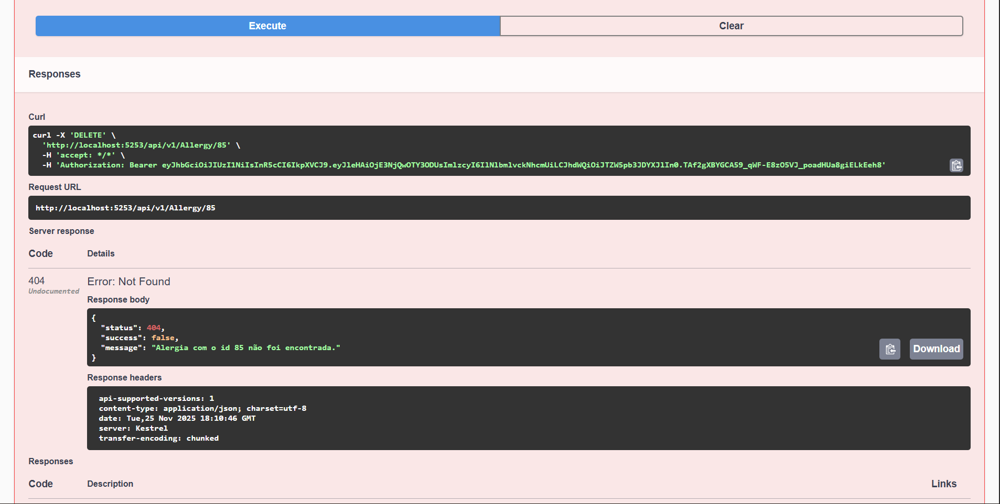 Execute
Clear
Responses
Curl
curl -X 'DELETE' \
'http://localhost:5253/api/v1/Allergy/85' \
-H 'accept: */*' \
-H 'Authorization: Bearer eyJhbGciOiJIUzI1NiIsInR5cCI6IkpXVCJ9.eyJleHAiOjE3NjQwOTY3ODUsImlzcyI6IlNlbmlvckNhcmUiLCJhdWQiOiJTZW5pb3JDYXJlIn0.TAf2gXBYGCA59_qWF-E8zO5VJ_poadHUa8giELkEeh8'
Request URL
http://localhost:5253/api/v1/Allergy/85
Server response
Code Details
404 Error: Not Found
Undocumented
Response body
{
"status": 404,
"success": false,
"message": "Alergia com o id 85 não foi encontrada."
}
Download
Response headers
api-supported-versions: 1
content-type: application/json; charset=utf-8
date: Tue,25 Nov 2025 18:10:46 GMT
server: Kestrel
transfer-encoding: chunked
Responses
Code Description Links